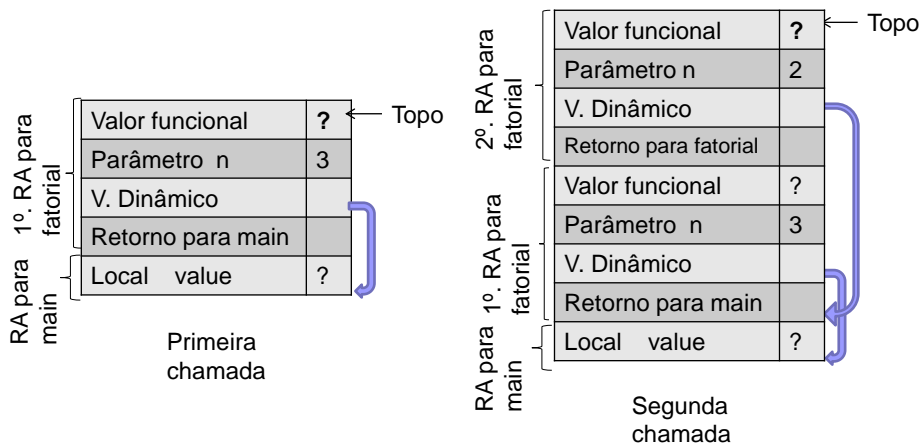 Valor funcional ?
Topo
Parâmetro n 3
V. Dinâmico
Retorno para main
Local value ?
1º. RA para
fatorial
RA para
main
Primeira
chamada
Valor funcional ?
Topo
Parâmetro n 2
V. Dinâmico
Retorno para fatorial
Valor funcional ?
Parâmetro n 3
V. Dinâmico
Retorno para main
Local value ?
2º. RA para
fatorial
1º. RA para
fatorial
RA para
main
Segunda
chamada